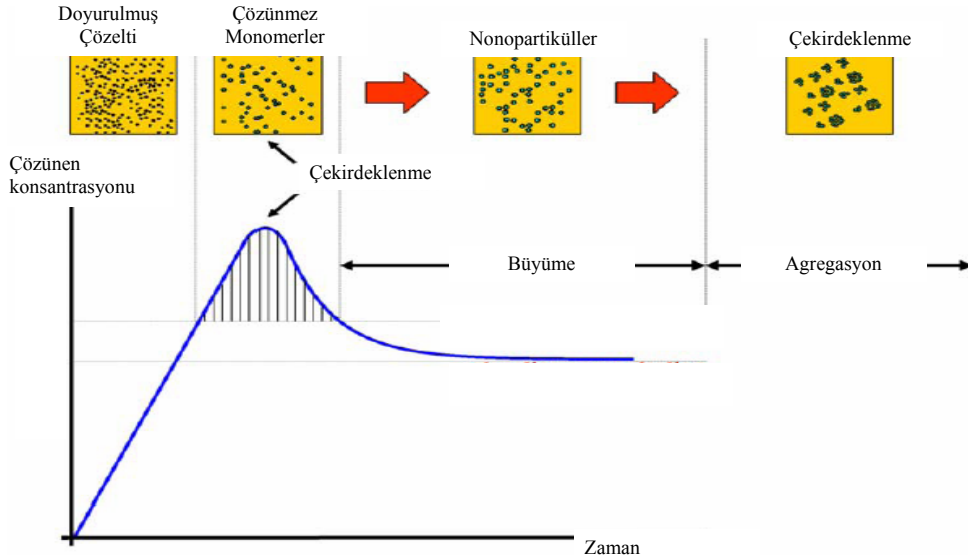 Doyurulmuş
Çözelti
Çözünmez
Monomerler
Nonopartiküller
Çekirdeklenme
Çözünen
konsantrasyonu
Çekirdeklenme
Büyüme
Agregasyon
Zaman